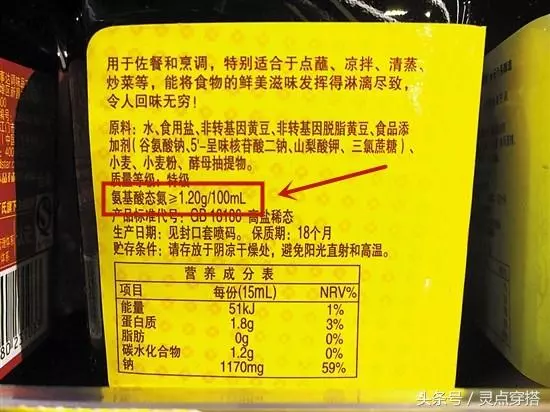 用于佐餐和烹调，特别适合于点蘸、凉拌、清蒸、
炒菜等，能将食物的鲜美滋味发挥得淋漓尽致，
令人回味无穷！
原料：水、食用盐、非转基因黄豆、非转基因脱脂黄豆、食品添
加剂（谷氨酸钠、5'-呈味核苷酸二钠、山梨酸钾、三氯蔗糖）、
小麦、小麦粉、酵母抽提物。
质量等级：特级
氨基酸态氮≥1.20g/100mL
产品标准代号：GB 18186 高盐稀态
生产日期：见封口套喷码。 保质期：18个月
贮存条件：请存放于阴凉干燥处，避免阳光直射和高温。
营养成分表
项目 每份(15mL) NRV%
能量 51kJ 1%
蛋白质 1.8g 3%
脂肪 0g 0%
碳水化合物 1.2g 0%
钠 1170mg 59%
头条号／灵点穿搭